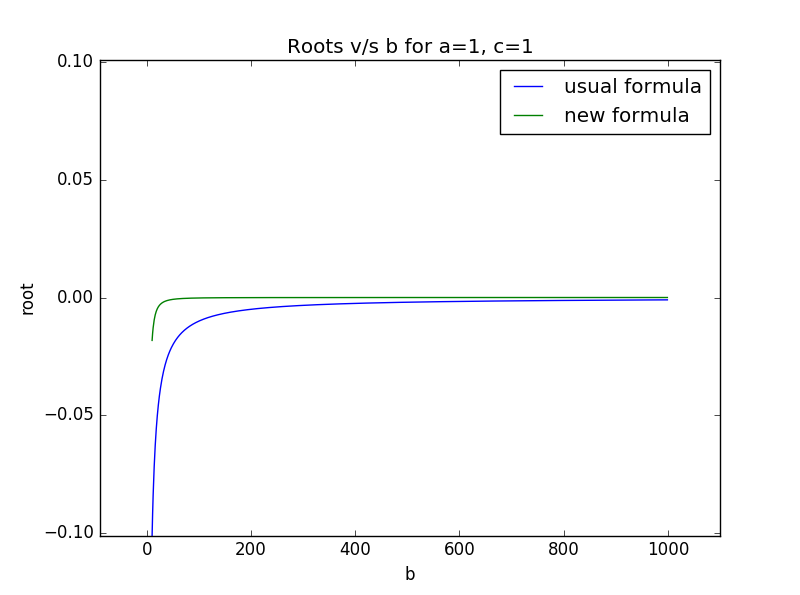 Roots v/s b for a=1, c=1
usual formula
new formula
0.10
0.05
0.00
−0.05
−0.10
root
0 200 400 600 800 1000
b